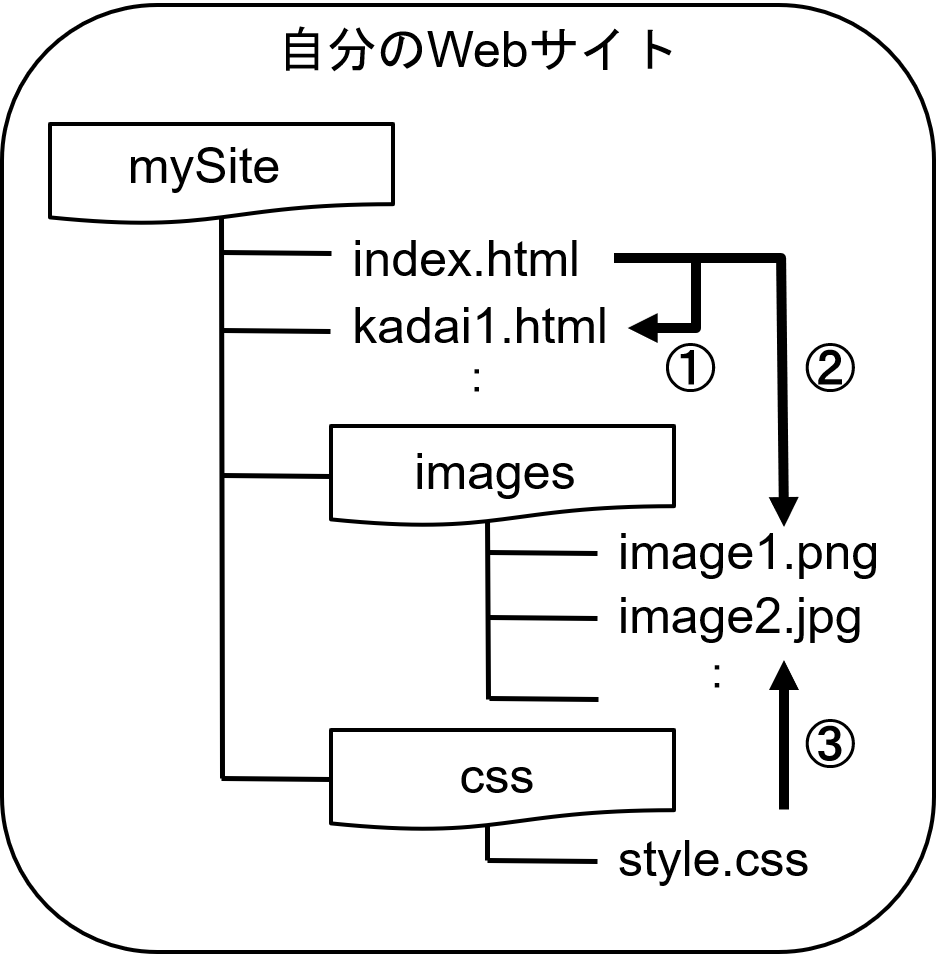 自分のWebサイト
mySite
index.html
kadai1.html
① ②
:
images
image1.png
image2.jpg
:
③
css
style.css